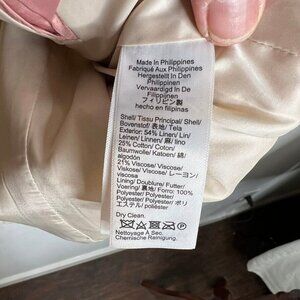 Made In Philippines
Fabriqué Aux Philippines
Hergestellt In Den
Philippinen
Vervaardigd In De
Filippijnen
フィリピン製
hecho en filipinas
Shell/ Tissu Principal/ Shell/
Bovenstof/ 表地/ Tela
Exterior: 54% Linen/ Lin/
Leinen/ Linnen/ 麻/ lino
25% Cotton/ Coton/
Baumwolle/ Katoen/ 綿/
algodón
21% Viscose/ Viscose/
Viskose/ Viscose/ レーヨン/
viscosa
Lining/ Doublure/ Futter/
Voering/ 裏地/ Forro: 100%
Polyester/ Polyester/
Polyester/ Polyester/ ポリ
エステル/ poliéster
Dry Clean.
Nettoyage A Sec.
Chemische Reinigung.